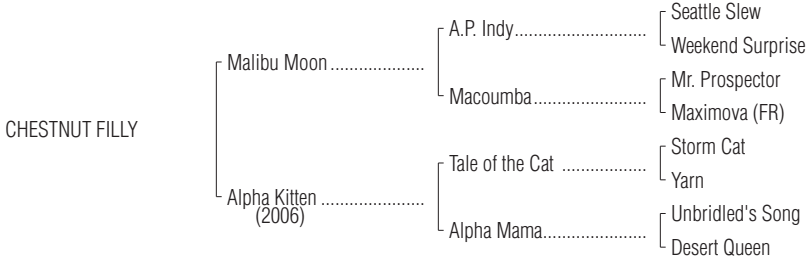 Seattle Slew
A.P. Indy..............................
Weekend Surprise
Malibu Moon .....................
Mr. Prospector
Macoumba.........................
Maximova (FR)
CHESTNUT FILLY
Storm Cat
Tale of the Cat ...................
Yarn
Alpha Kitten .......................
(2006)
Unbridled's Song
Alpha Mama.......................
Desert Queen